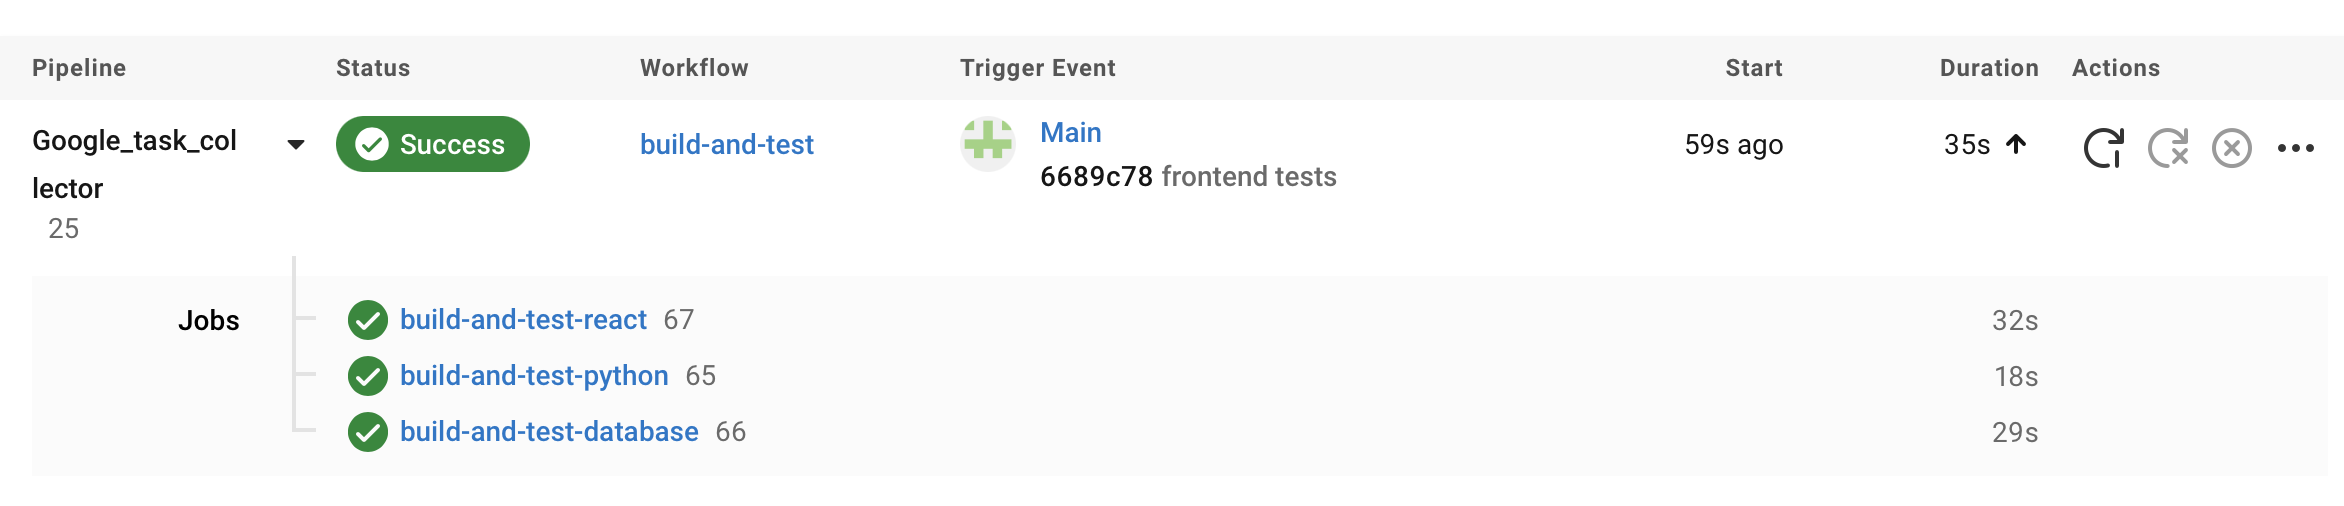 Pipeline Status Workflow Trigger Event Start Duration Actions
Google_task_col
lector
25
Success
build-and-test
Main
6689c78 frontend tests
59s ago
35s
Jobs
build-and-test-react 67 32s
build-and-test-python 65 18s
build-and-test-database 66 29s